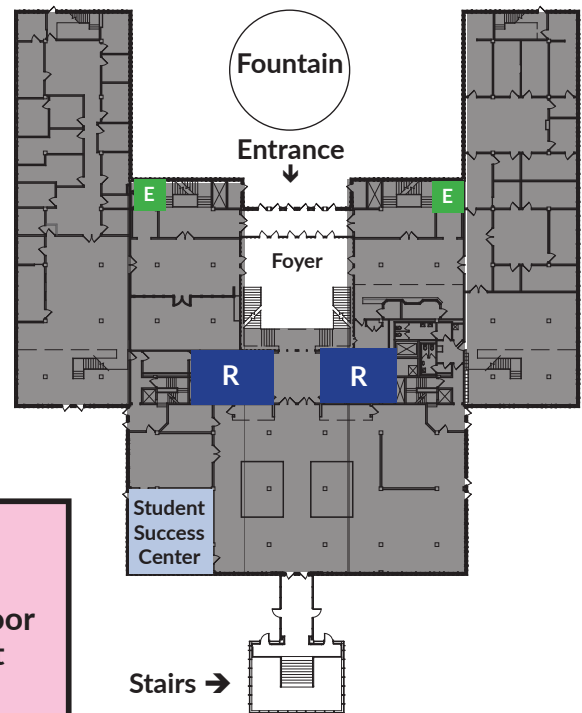 Fountain
Entrance
E
E
Foyer
R
R
Student
Success
Center
Stairs